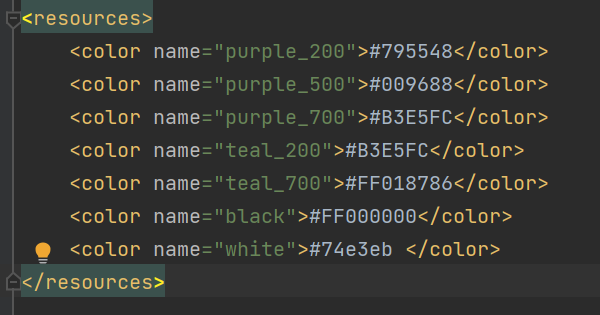 <resources>
    <color name="purple_200">#795548</color>
    <color name="purple_500">#009688</color>
    <color name="purple_700">#B3E5FC</color>
    <color name="teal_200">#B3E5FC</color>
    <color name="teal_700">#FF018786</color>
    <color name="black">#FF000000</color>
    <color name="white">#74e3eb </color>
</resources>